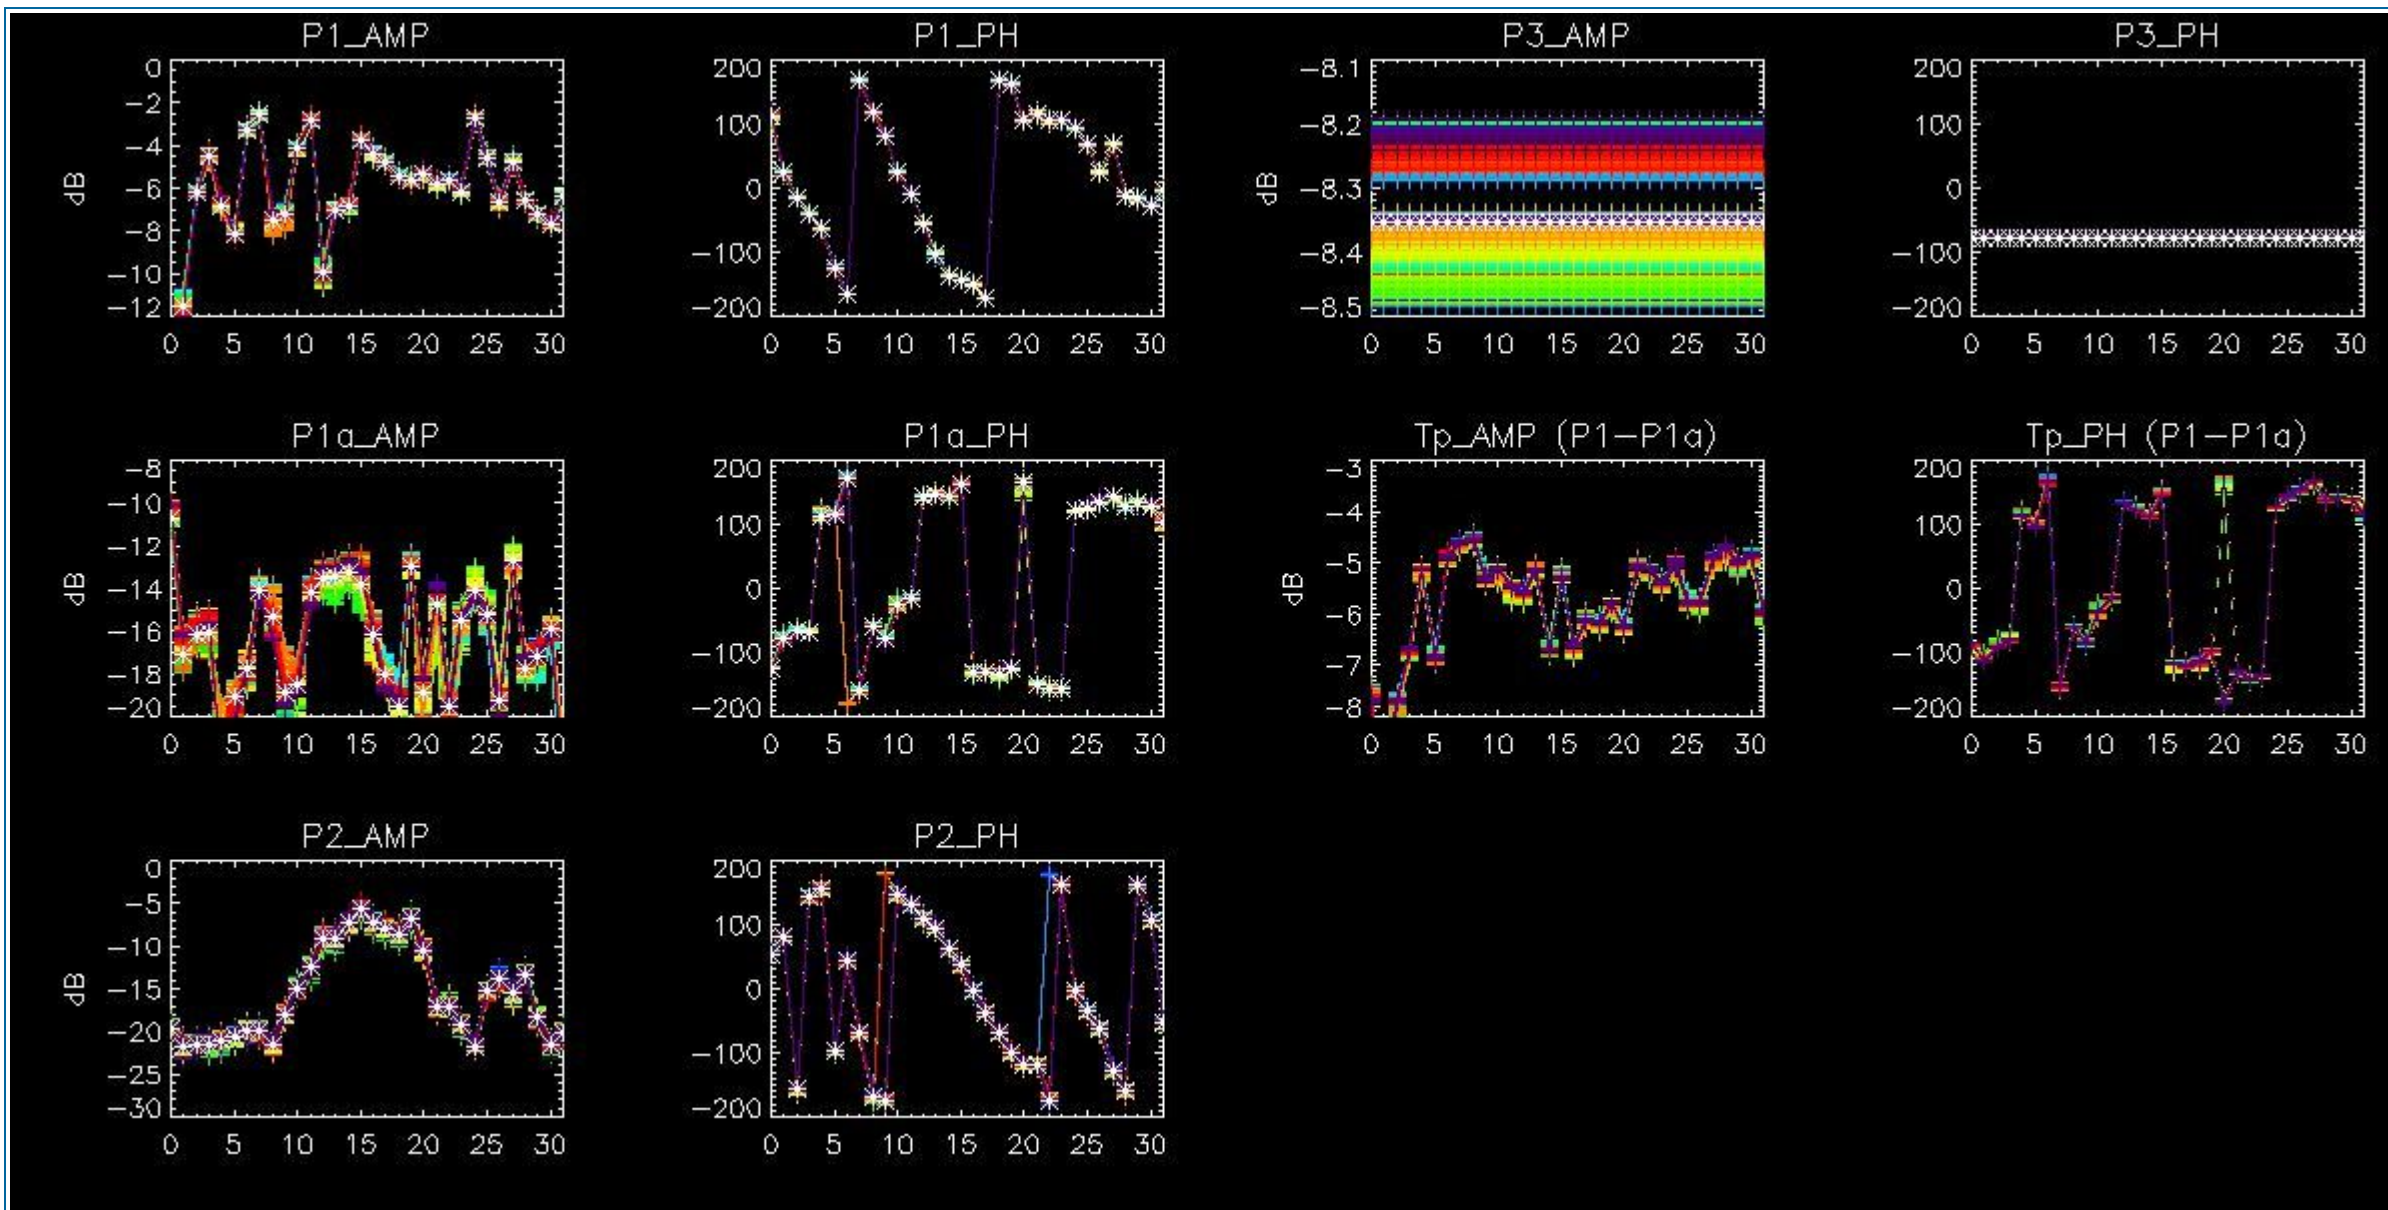 P1_AMP
0
−2
−4
−6
−8
−10
−12
dB
0 5 10 15 20 25 30
P1_PH
200
100
0
−100
−200
0 5 10 15 20 25 30
P3_AMP
−8.1
−8.2
−8.3
−8.4
−8.5
dB
0 5 10 15 20 25 30
P3_PH
200
100
0
−100
−200
0 5 10 15 20 25 30
P1a_AMP
−8
−10
−12
−14
−16
−18
−20
dB
0 5 10 15 20 25 30
P1a_PH
200
100
0
−100
−200
0 5 10 15 20 25 30
Tp_AMP (P1−P1a)
−3
−4
−5
−6
−7
−8
dB
0 5 10 15 20 25 30
Tp_PH (P1−P1a)
200
100
0
−100
−200
0 5 10 15 20 25 30
P2_AMP
0
−5
−10
−15
−20
−25
−30
dB
0 5 10 15 20 25 30
P2_PH
200
100
0
−100
−200
0 5 10 15 20 25 30